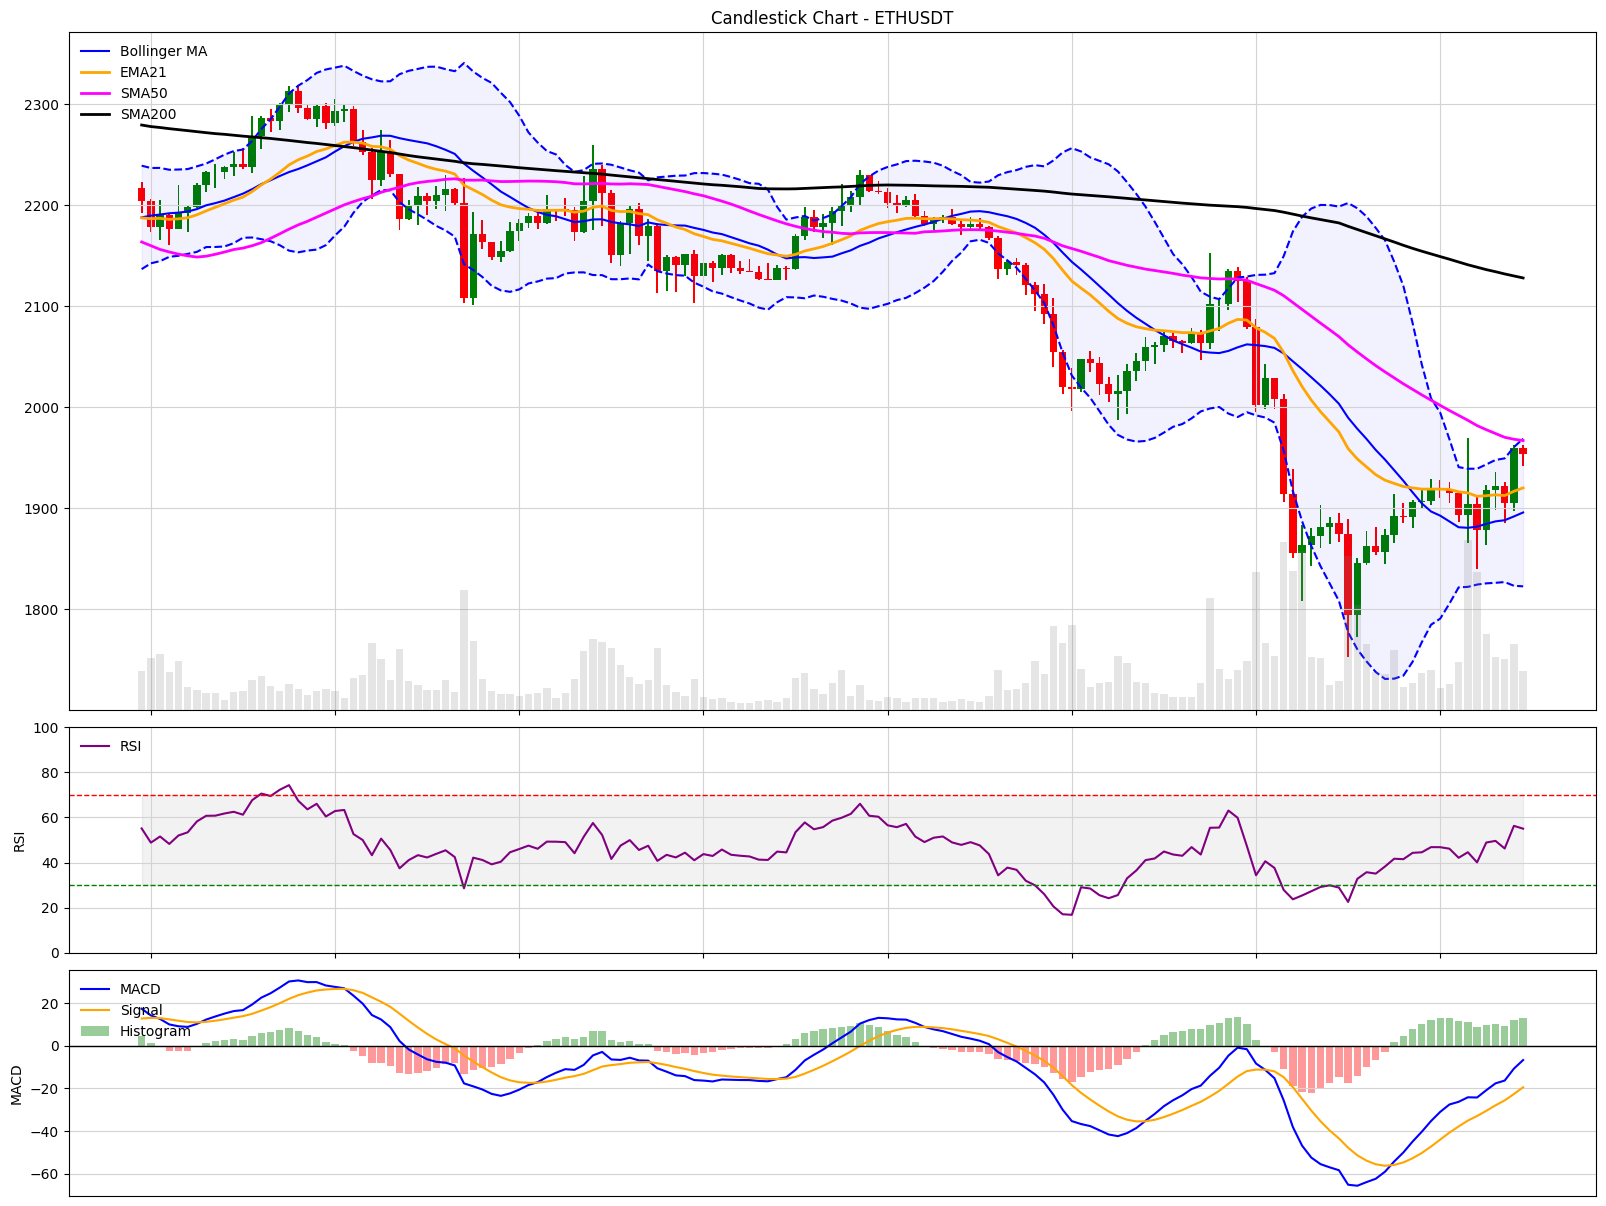 Candlestick Chart - ETHUSDT
Bollinger MA
EMA21
SMA50
SMA200
2300
2200
2100
2000
1900
1800
100
80
60
40
20
0
RSI
RSI
20
0
−20
−40
−60
MACD
MACD
Signal
Histogram